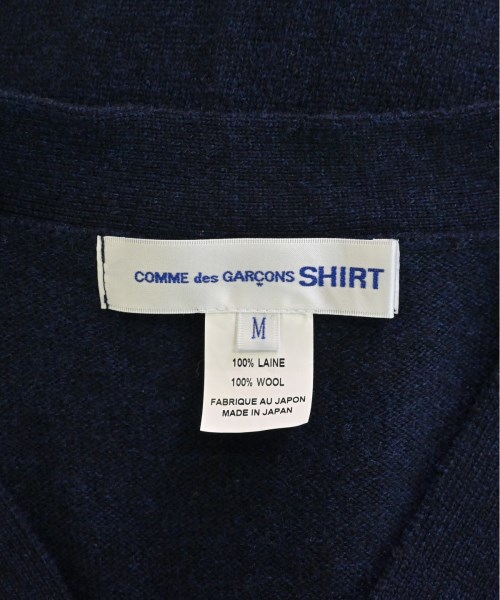 COMME des GARÇONS SHIRT
M
100% LAINE
100% WOOL
FABRIQUE AU JAPON
MADE IN JAPAN